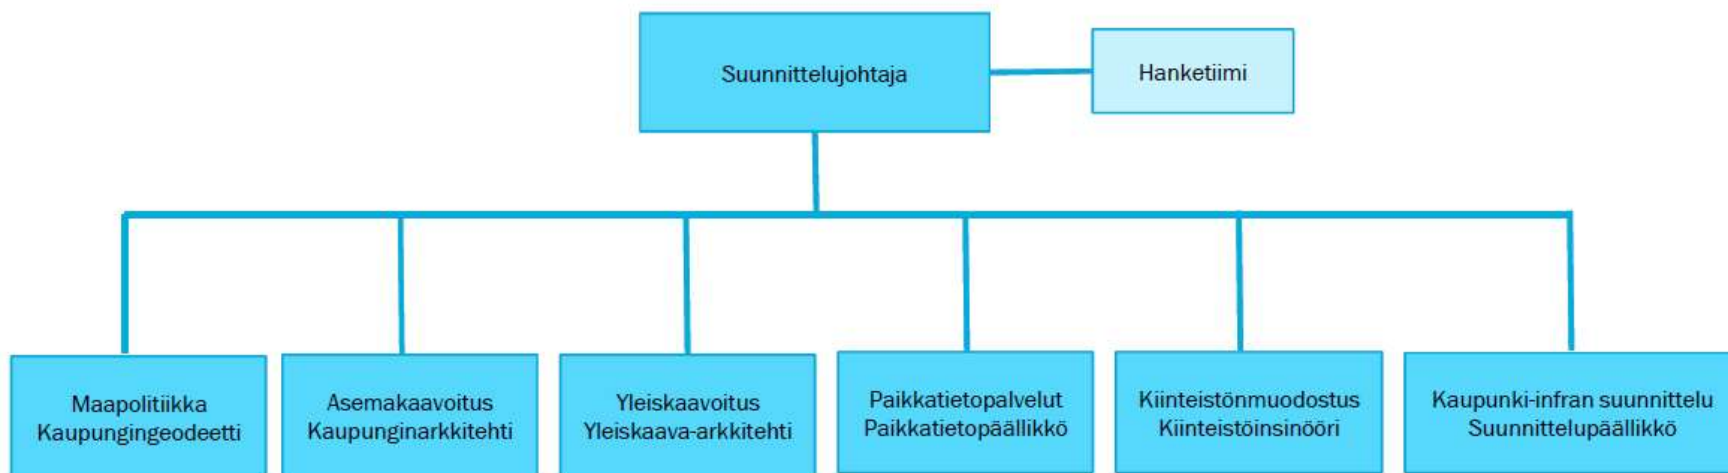 Suunnittelujohtaja
Hanketiimi
Maapolitiikka
Kaupungingeodeetti
Asemakaavoitus
Kaupunginarkkitehti
Yleiskaavoitus
Yleiskaava-arkkitehti
Paikkatietopalvelut
Paikkatietopäällikkö
Kiinteistönmuodostus
Kiinteistöinsinööri
Kaupunki-infran suunnittelu
Suunnittelupäällikkö